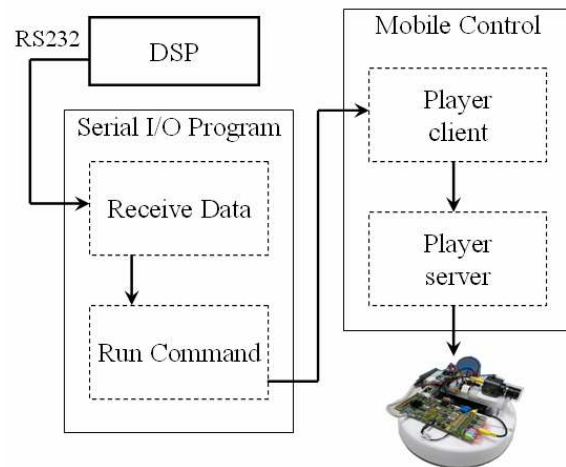 RS232
DSP
Serial I/O Program
Receive Data
Run Command
Mobile Control
Player
client
Player
server